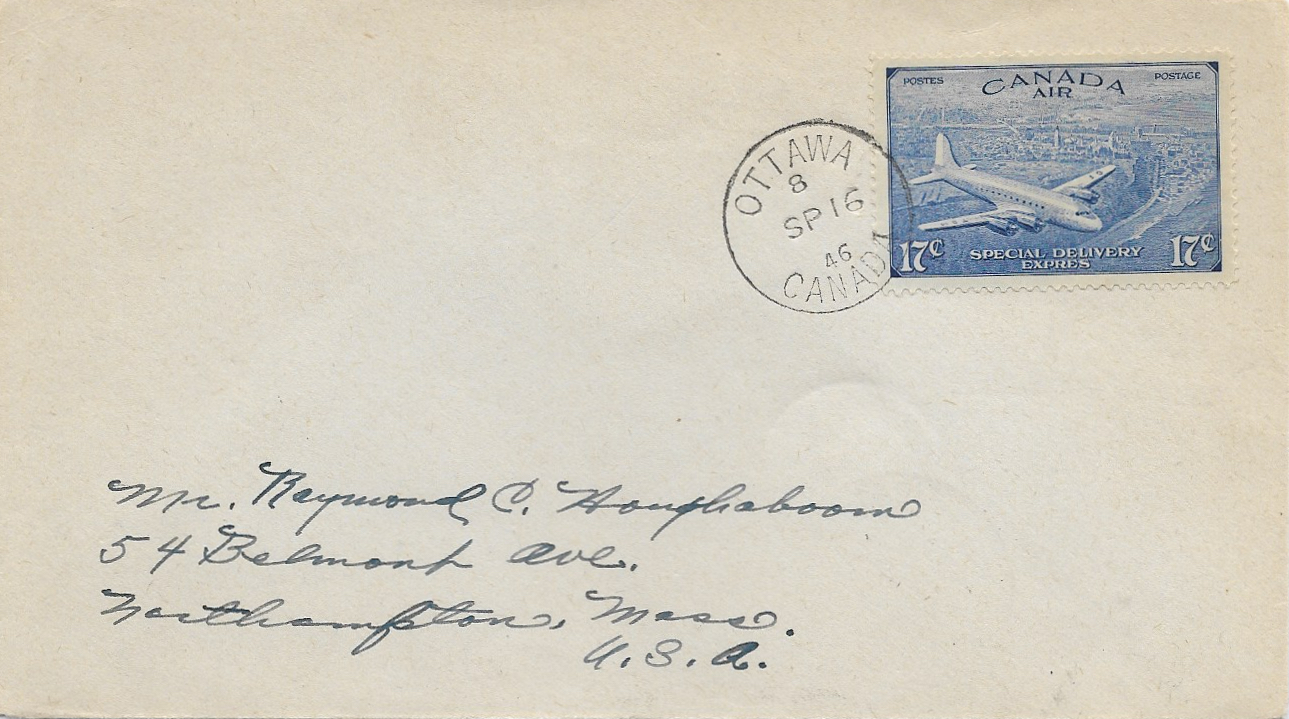 POSTES CANADA POSTAGE
AIR
17¢ SPECIAL DELIVERY 17¢
EXPRES
OTTAWA
8
SP 16
46
CANADA
Mr. Raymond C. Houghaboom
54 Belmont Ave.
Northampton, Mass.
U.S.A.